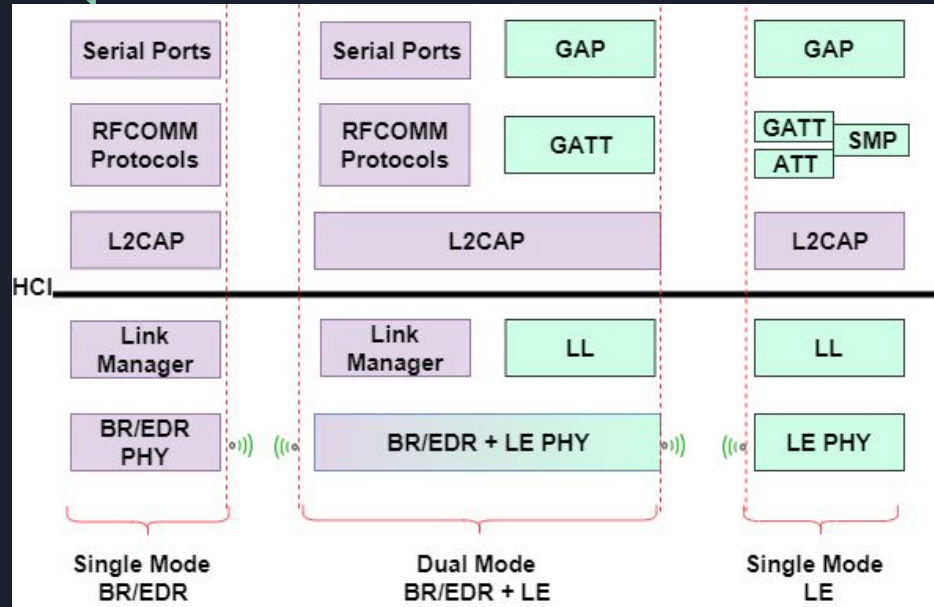 Serial Ports
Serial Ports
GAP
GAP
RFCOMM
Protocols
RFCOMM
Protocols
GATT
GATT
SMP
ATT
L2CAP
L2CAP
L2CAP
HCI
Link
Manager
Link
Manager
LL
LL
BR/EDR
PHY
BR/EDR + LE PHY
LE PHY
Single Mode
BR/EDR
Dual Mode
BR/EDR + LE
Single Mode
LE